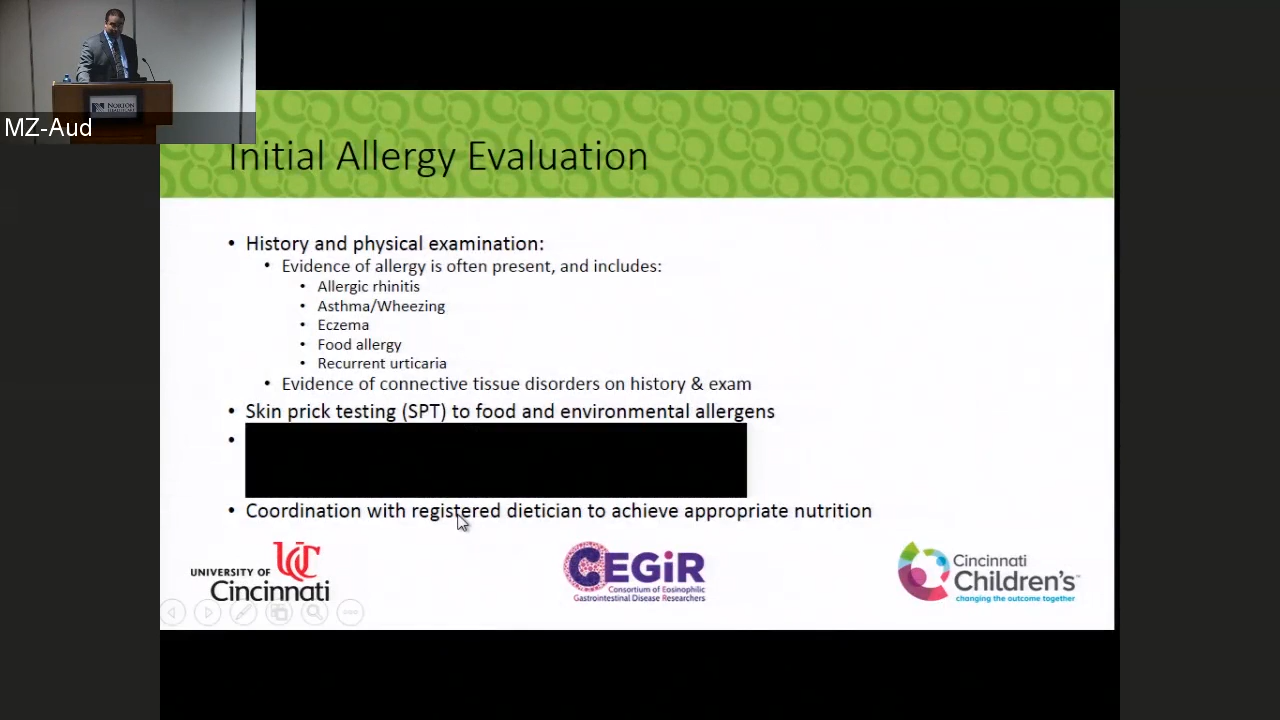 NORTON
MZ-Aud
Initial Allergy Evaluation
• History and physical examination:
• Evidence of allergy is often present, and includes:
• Allergic rhinitis
• Asthma/Wheezing
• Eczema
• Food allergy
• Recurrent urticaria
• Evidence of connective tissue disorders on history & exam
• Skin prick testing (SPT) to food and environmental allergens
•
• Coordination with registered dietician to achieve appropriate nutrition
UC
UNIVERSITY OF
Cincinnati
CEGiR
Consortium of Eosinophilic
Gastrointestinal Disease Researchers
Cincinnati
Children's™
changing the outcome together